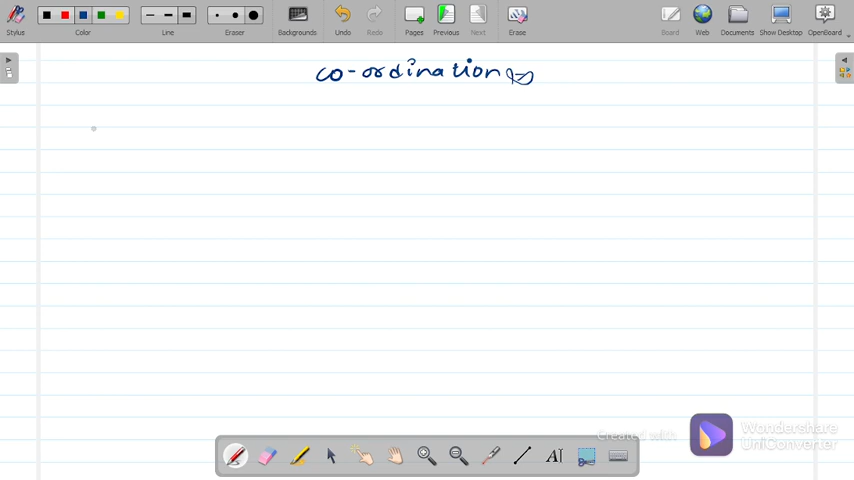 Stylus
Color
Line
Eraser
Backgrounds
Undo
Redo
Pages
Previous
Next
Erase
Board
Web
Documents
Show Desktop
OpenBoard
co-ordination
Created with
Wondershare
UniConverter